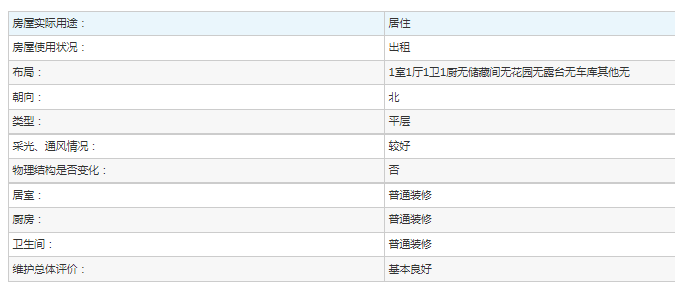 房屋实际用途： 居住
房屋使用状况： 出租
布局： 1室1厅1卫1厨无储藏间无花园无露台无车库其他无
朝向： 北
类型： 平层
采光、通风情况： 较好
物理结构是否变化： 否
居室： 普通装修
厨房： 普通装修
卫生间： 普通装修
维护总体评价： 基本良好